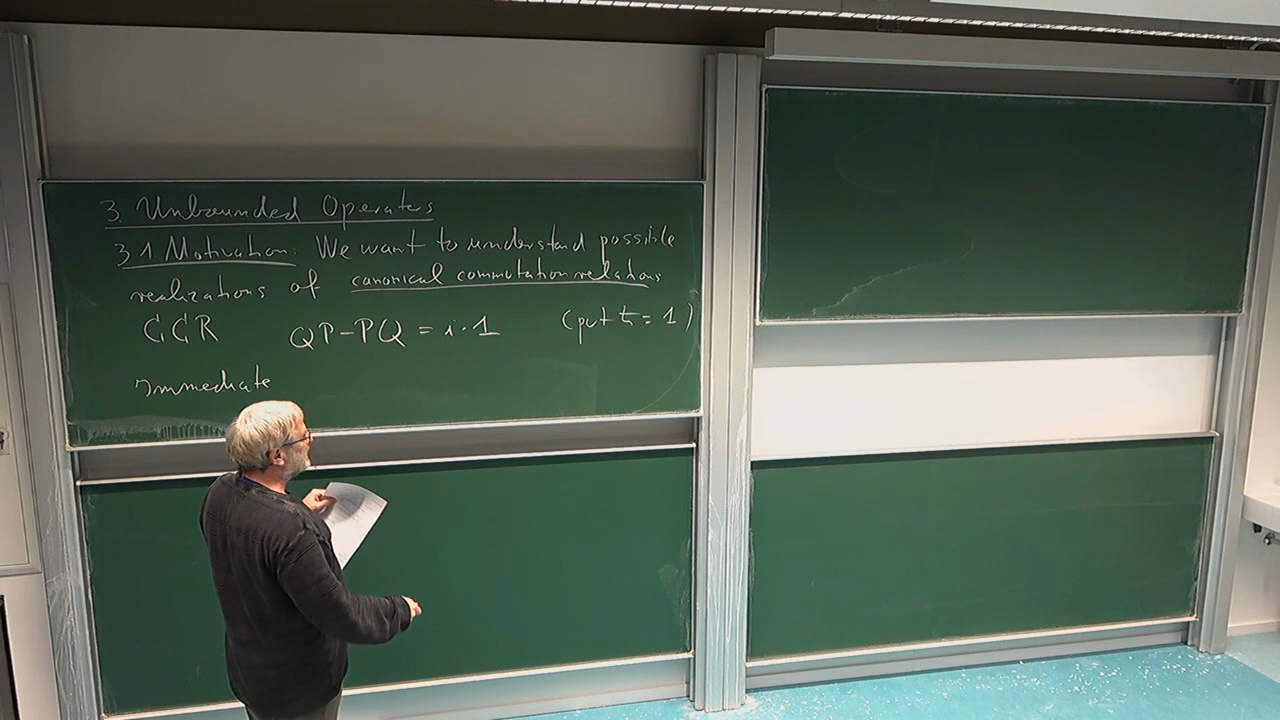 3. Unbounded Operators
3.1 Motivation: We want to understand possible
realizations of canonical commutation relations
CCR QP-PQ = i·1 (put ħ = 1)
Immediate